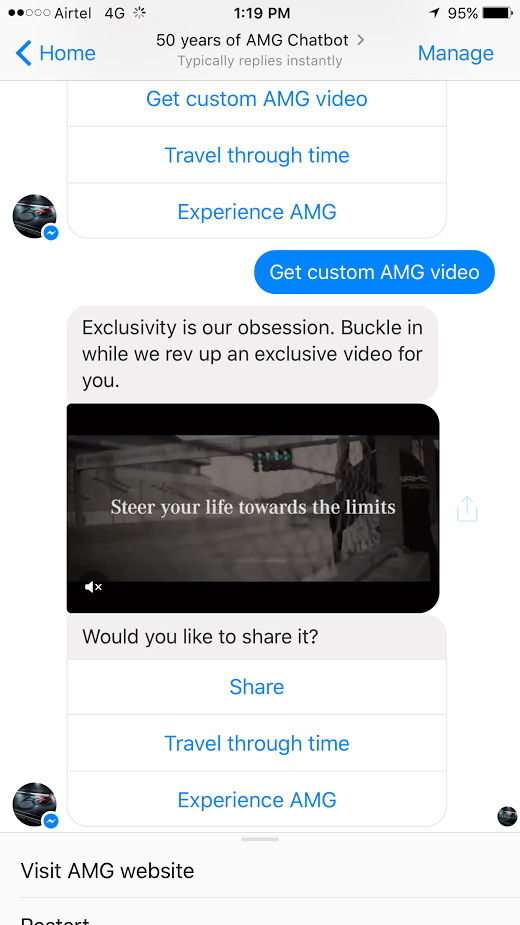 Airtel 4G 1:19 PM 95%
50 years of AMG Chatbot
Home Typically replies instantly Manage
Get custom AMG video
Travel through time
Experience AMG
Get custom AMG video
Exclusivity is our obsession. Buckle in
while we rev up an exclusive video for
you.
Steer your life towards the limits
Would you like to share it?
Share
Travel through time
Experience AMG
Visit AMG website
Restart